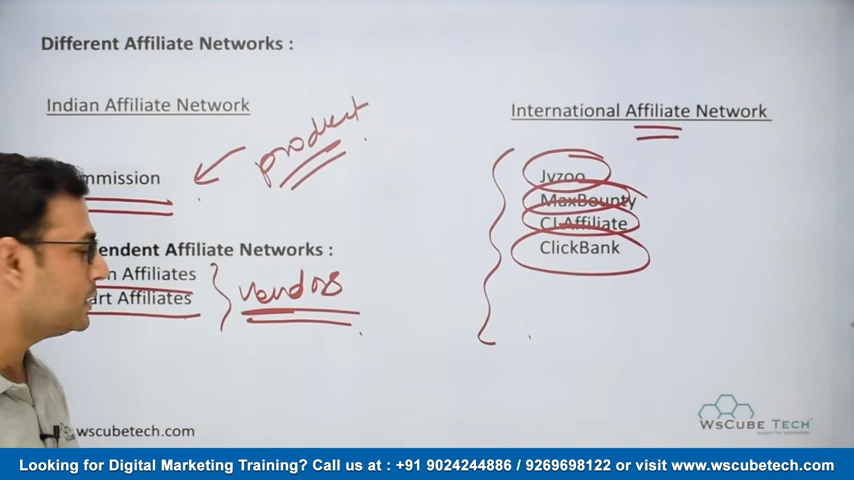 Different Affiliate Networks :
Indian Affiliate Network
product
mmission
endent Affiliate Networks :
n Affiliates
art Affiliates
vendors
International Affiliate Network
Jvzoo
MaxBounty
CJ Affiliate
ClickBank
wscubetech.com
WsCube Tech
Looking for Digital Marketing Training? Call us at : +91 9024244886 / 9269698122 or visit www.wscubetech.com